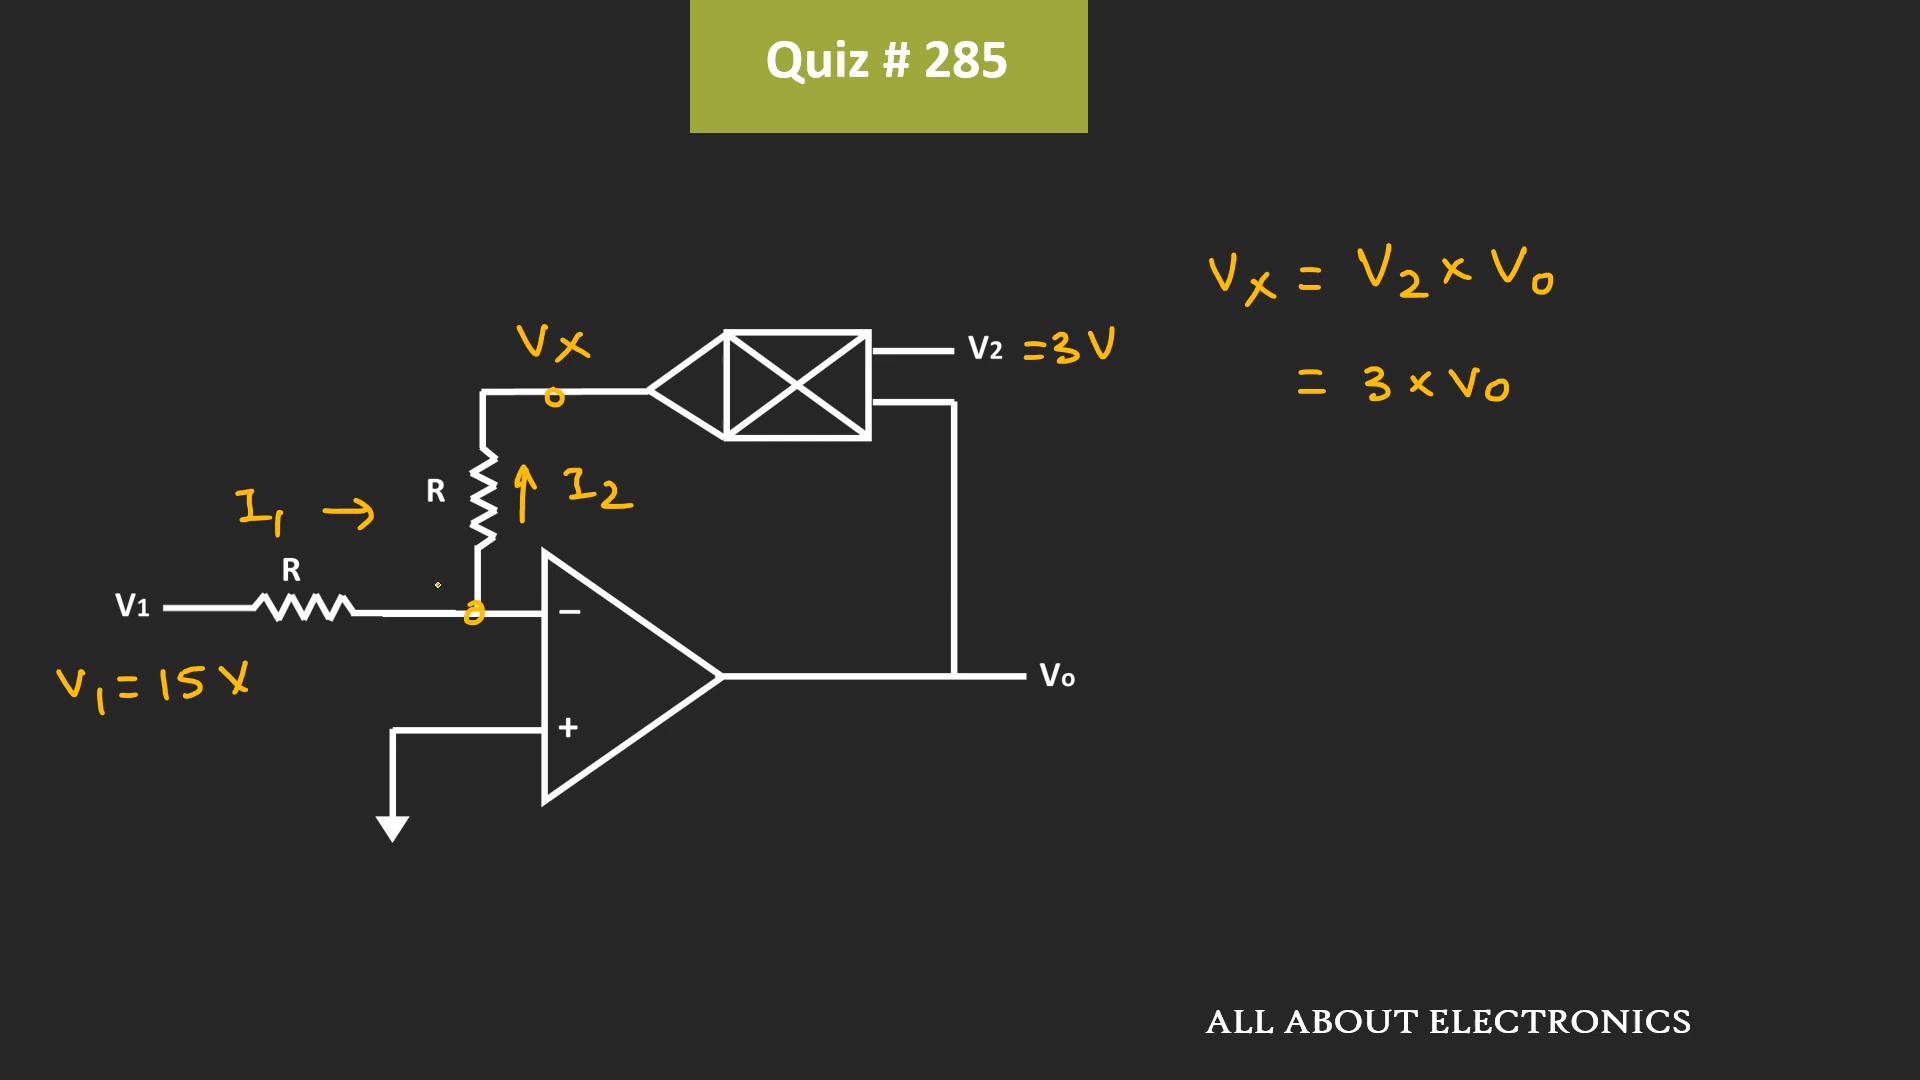 Quiz # 285
Vx = V2 × Vo
Vx
V2 = 3V
= 3 × Vo
I1 →
R
↑ I2
R
V1
−
V1 = 15 V
Vo
+
ALL ABOUT ELECTRONICS